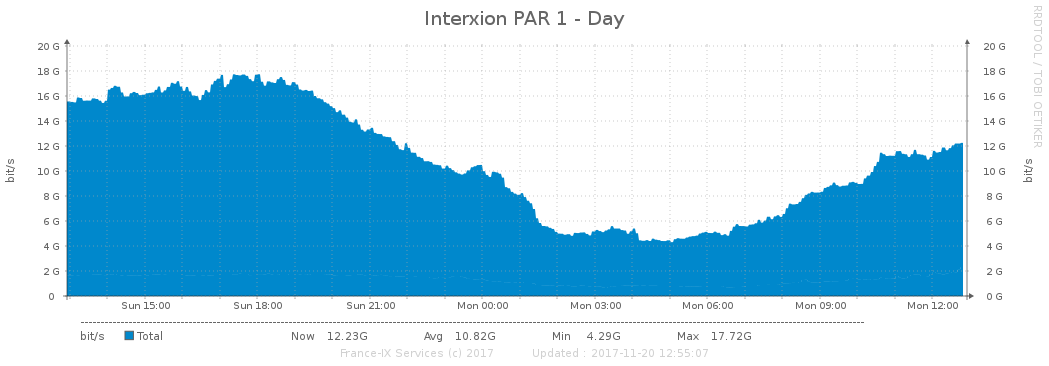 Interxion PAR 1 - Day
RRDTOOL / TOBI OETIKER
bit/s
bit/s
20 G 20 G
18 G 18 G
16 G 16 G
14 G 14 G
12 G 12 G
10 G 10 G
8 G 8 G
6 G 6 G
4 G 4 G
2 G 2 G
0 0 G
Sun 15:00 Sun 18:00 Sun 21:00 Mon 00:00 Mon 03:00 Mon 06:00 Mon 09:00 Mon 12:00
bit/s Total Now 12.23G Avg 10.82G Min 4.29G Max 17.72G
France-IX Services (c) 2017 Updated : 2017-11-20 12:55:07